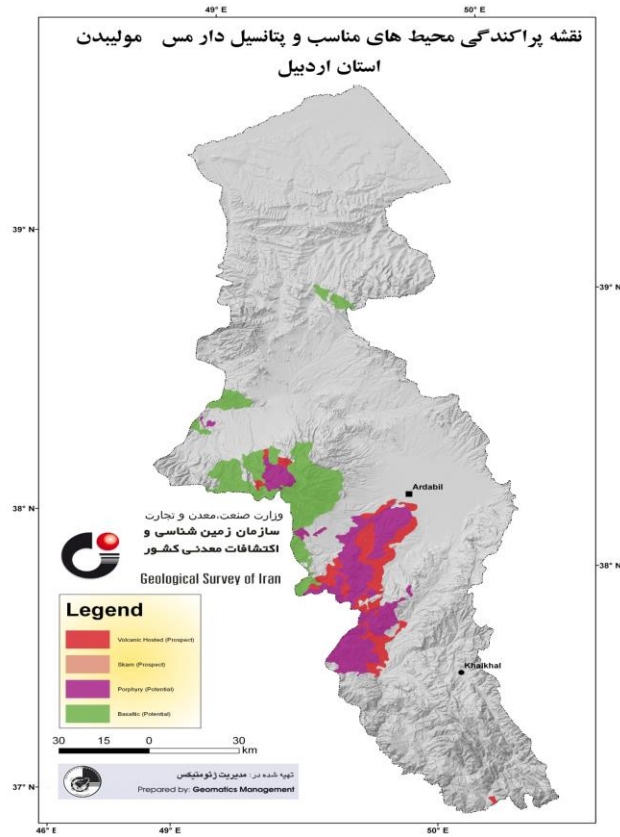 49° E 50° E
نقشه پراکندگی محیط های مناسب و پتانسیل دار مس مولیبدن
استان اردبیل
39° N
39° N
Ardabil
38° N
38° N
وزارت صنعت،معدن و تجارت
سازمان زمین شناسی و
اکتشافات معدنی کشور
Geological Survey of Iran
Legend
Volcanic Hosted (Prospect)
Skarn (Prospect)
Porphyry (Potential)
Basaltic (Potential)
Khalkhal
30 15 0 30
km
تهیه شده در: مدیریت ژئوماتیکس
Prepared by: Geomatics Management
37° N
37° N
46° E 49° E 50° E